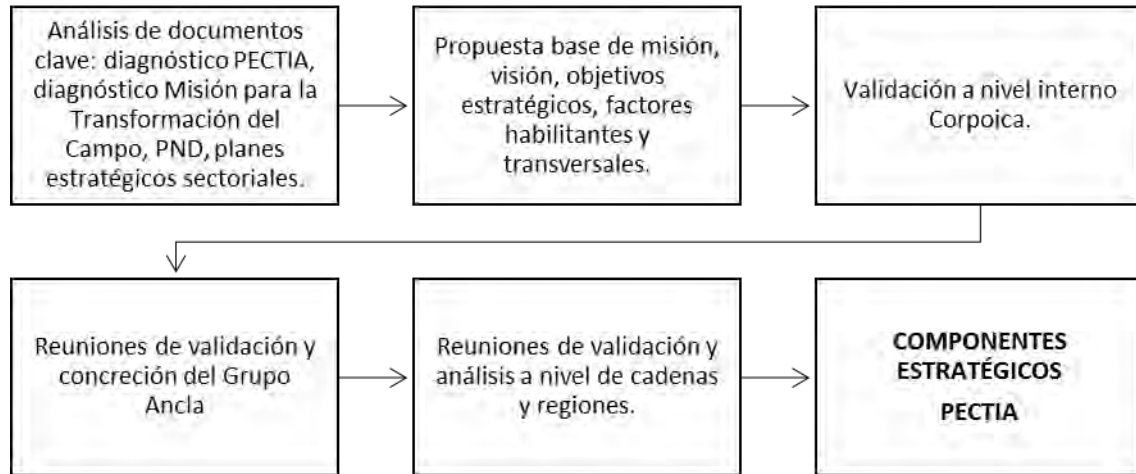 Análisis de documentos
clave: diagnóstico PECTIA,
diagnóstico Misión para la
Transformación del
Campo, PND, planes
estratégicos sectoriales.
Propuesta base de misión,
visión, objetivos
estratégicos, factores
habilitantes y
transversales.
Validación a nivel interno
Corpoica.
Reuniones de validación y
concreción del Grupo
Ancla
Reuniones de validación y
análisis a nivel de cadenas
y regiones.
COMPONENTES
ESTRATÉGICOS
PECTIA